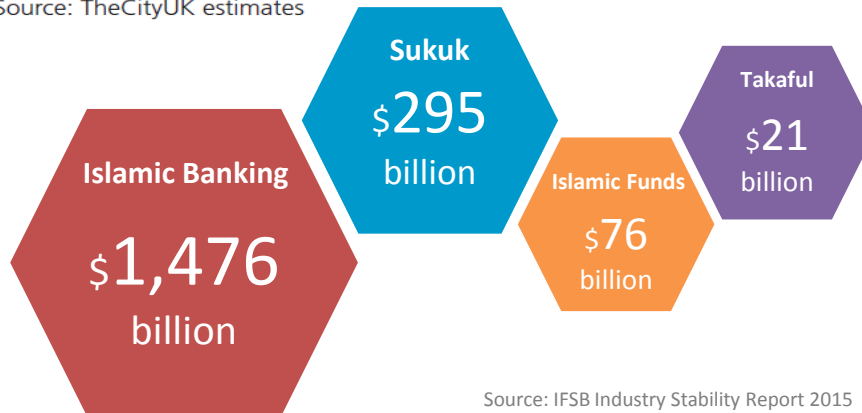 Source: TheCityUK estimates
Islamic Banking
$1,476
billion
Sukuk
$295
billion
Islamic Funds
$76
billion
Takaful
$21
billion
Source: IFSB Industry Stability Report 2015